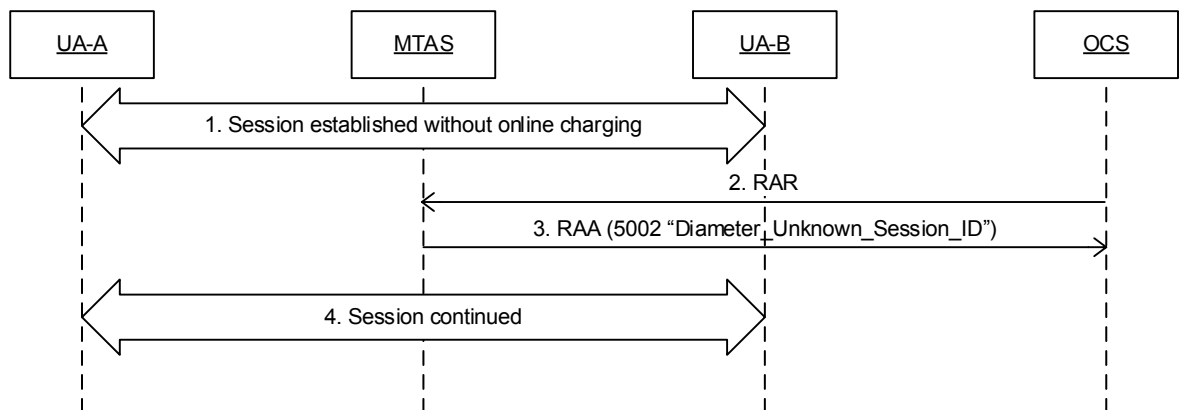 UA-A
MTAS
UA-B
OCS
1. Session established without online charging
2. RAR
3. RAA (5002 “Diameter_Unknown_Session_ID”)
4. Session continued